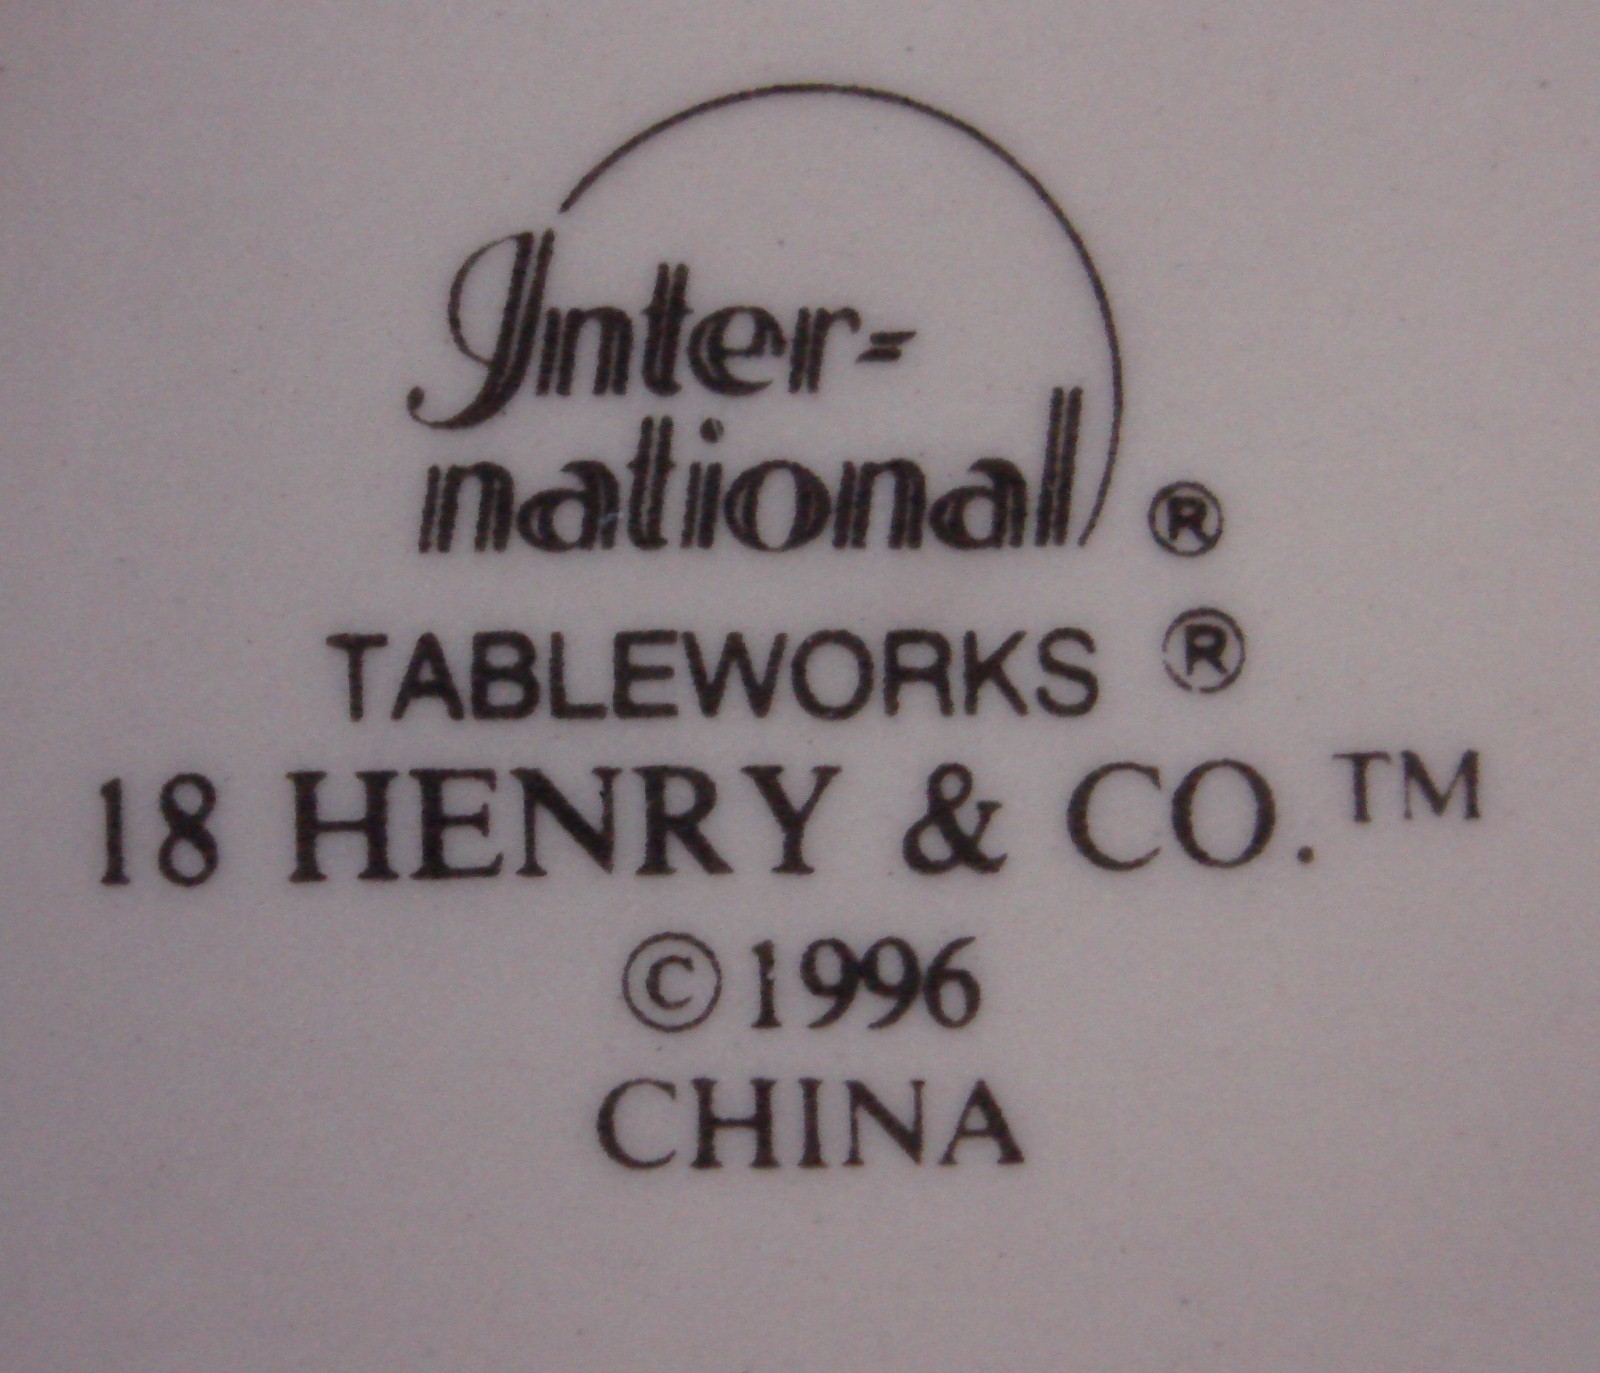 Inter=
national ®
TABLEWORKS ®
18 HENRY & CO.™
©1996
CHINA